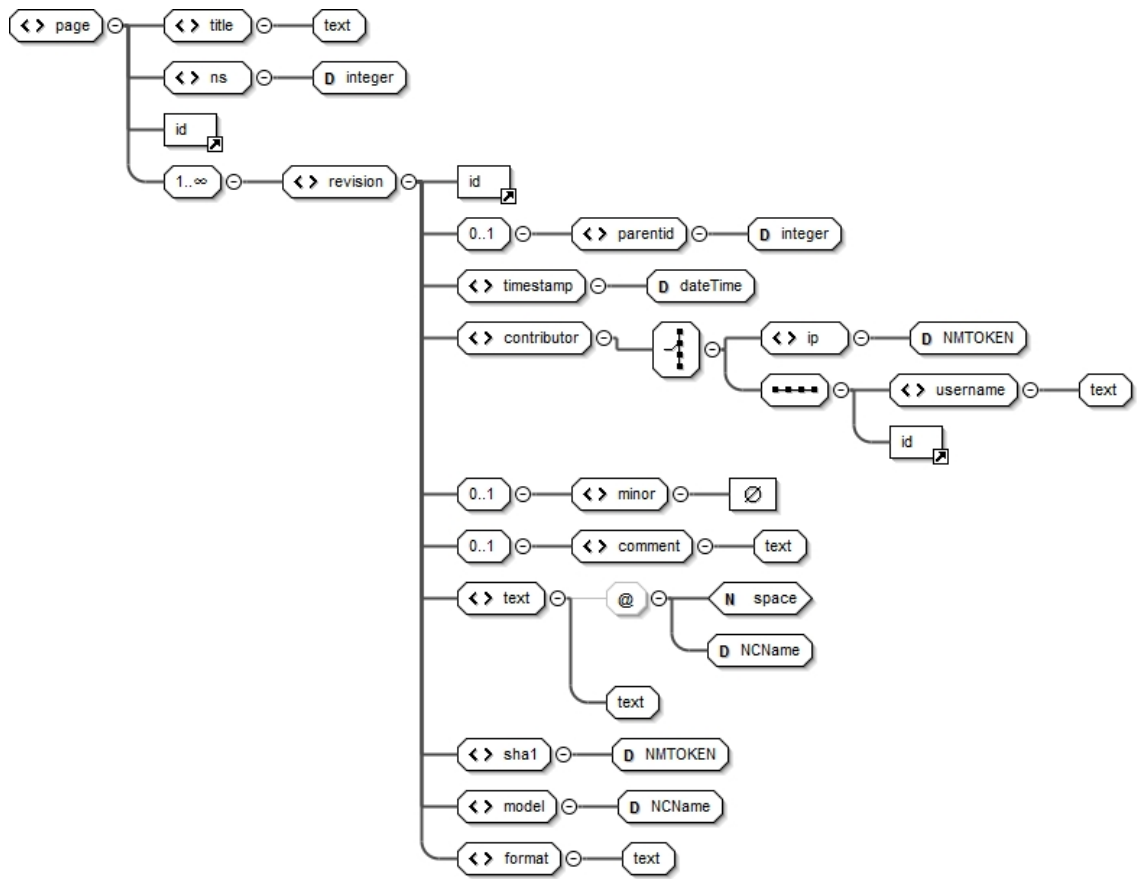 <> page <> title text
<> ns D integer
id
1..∞ <> revision id
0..1 <> parentid D integer
<> timestamp D dateTime
<> contributor <> ip D NMTOKEN
<> username text
id
0..1 <> minor ∅
0..1 <> comment text
<> text @ N space
D NCName
text
<> sha1 D NMTOKEN
<> model D NCName
<> format text